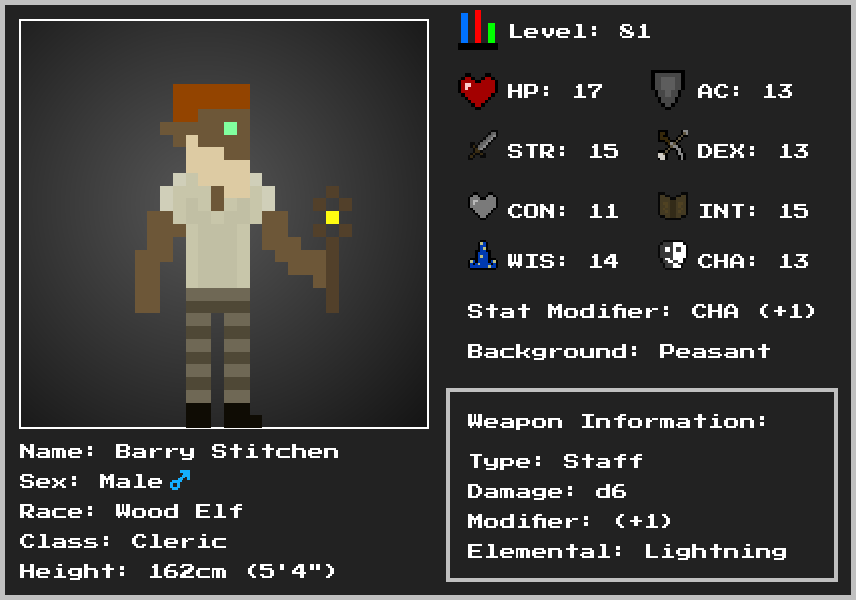 Level: 81
HP: 17 AC: 13
STR: 15 DEX: 13
CON: 11 INT: 15
WIS: 14 CHA: 13
Stat Modifier: CHA (+1)
Background: Peasant
Weapon Information:
Type: Staff
Damage: d6
Modifier: (+1)
Elemental: Lightning
Name: Barry Stitchen
Sex: Male♂
Race: Wood Elf
Class: Cleric
Height: 162cm (5'4")